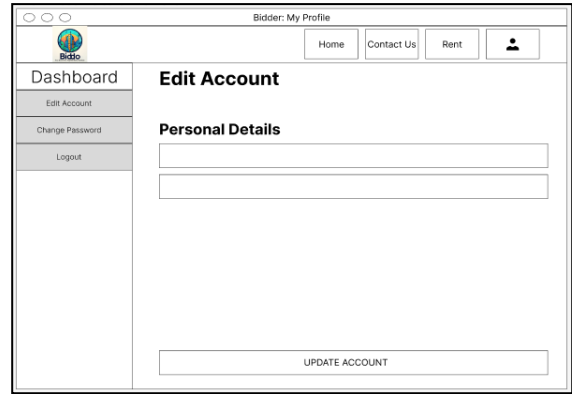 Bidder: My Profile
Biddo
Home
Contact Us
Rent
Dashboard
Edit Account
Change Password
Logout
Edit Account
Personal Details
UPDATE ACCOUNT